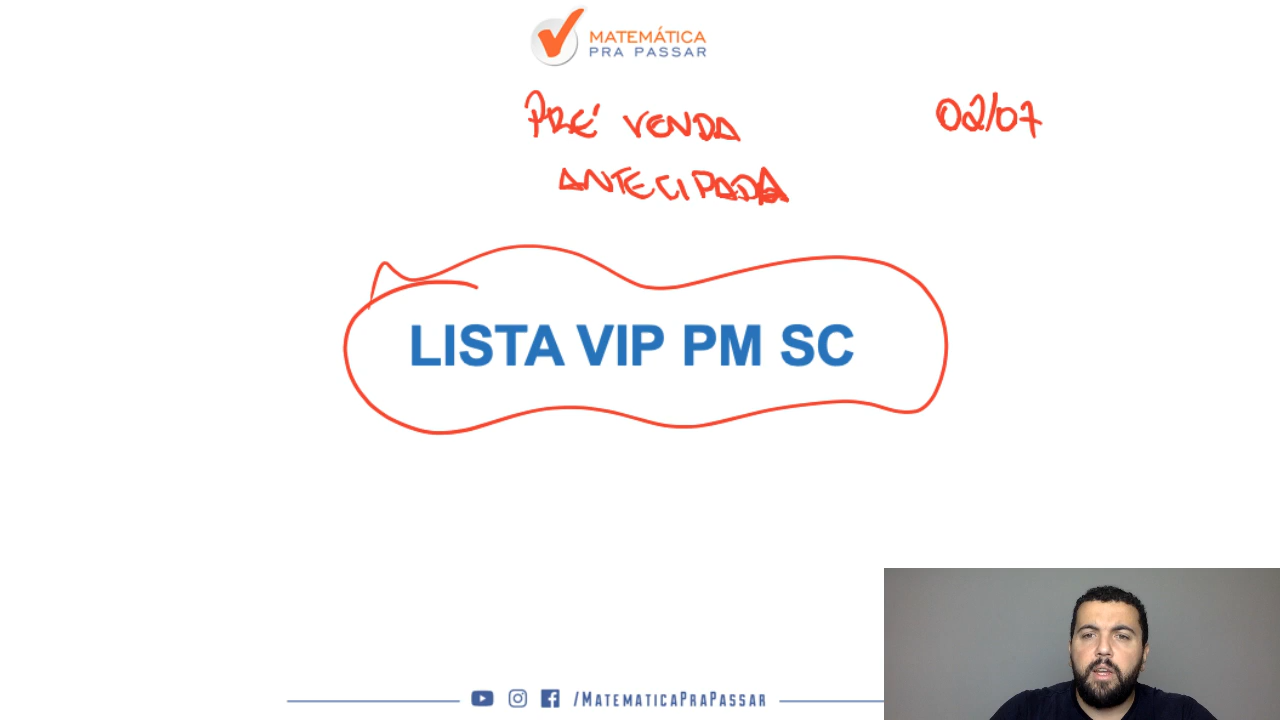 MATEMÁTICA
PRA PASSAR
PRÉ VENDA 02/07
ANTECIPADA
LISTA VIP PM SC
/MATEMATICAPRAPASSAR